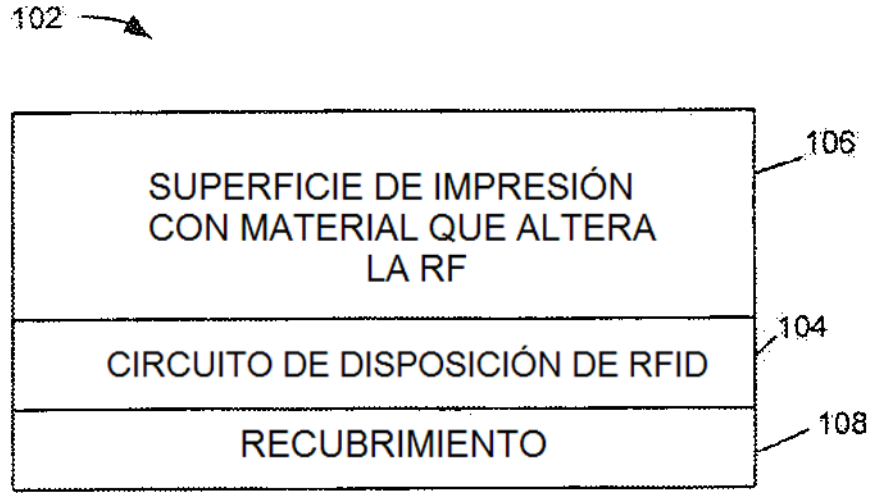 102
106
SUPERFICIE DE IMPRESIÓN
CON MATERIAL QUE ALTERA
LA RF
104
CIRCUITO DE DISPOSICIÓN DE RFID
108
RECUBRIMIENTO